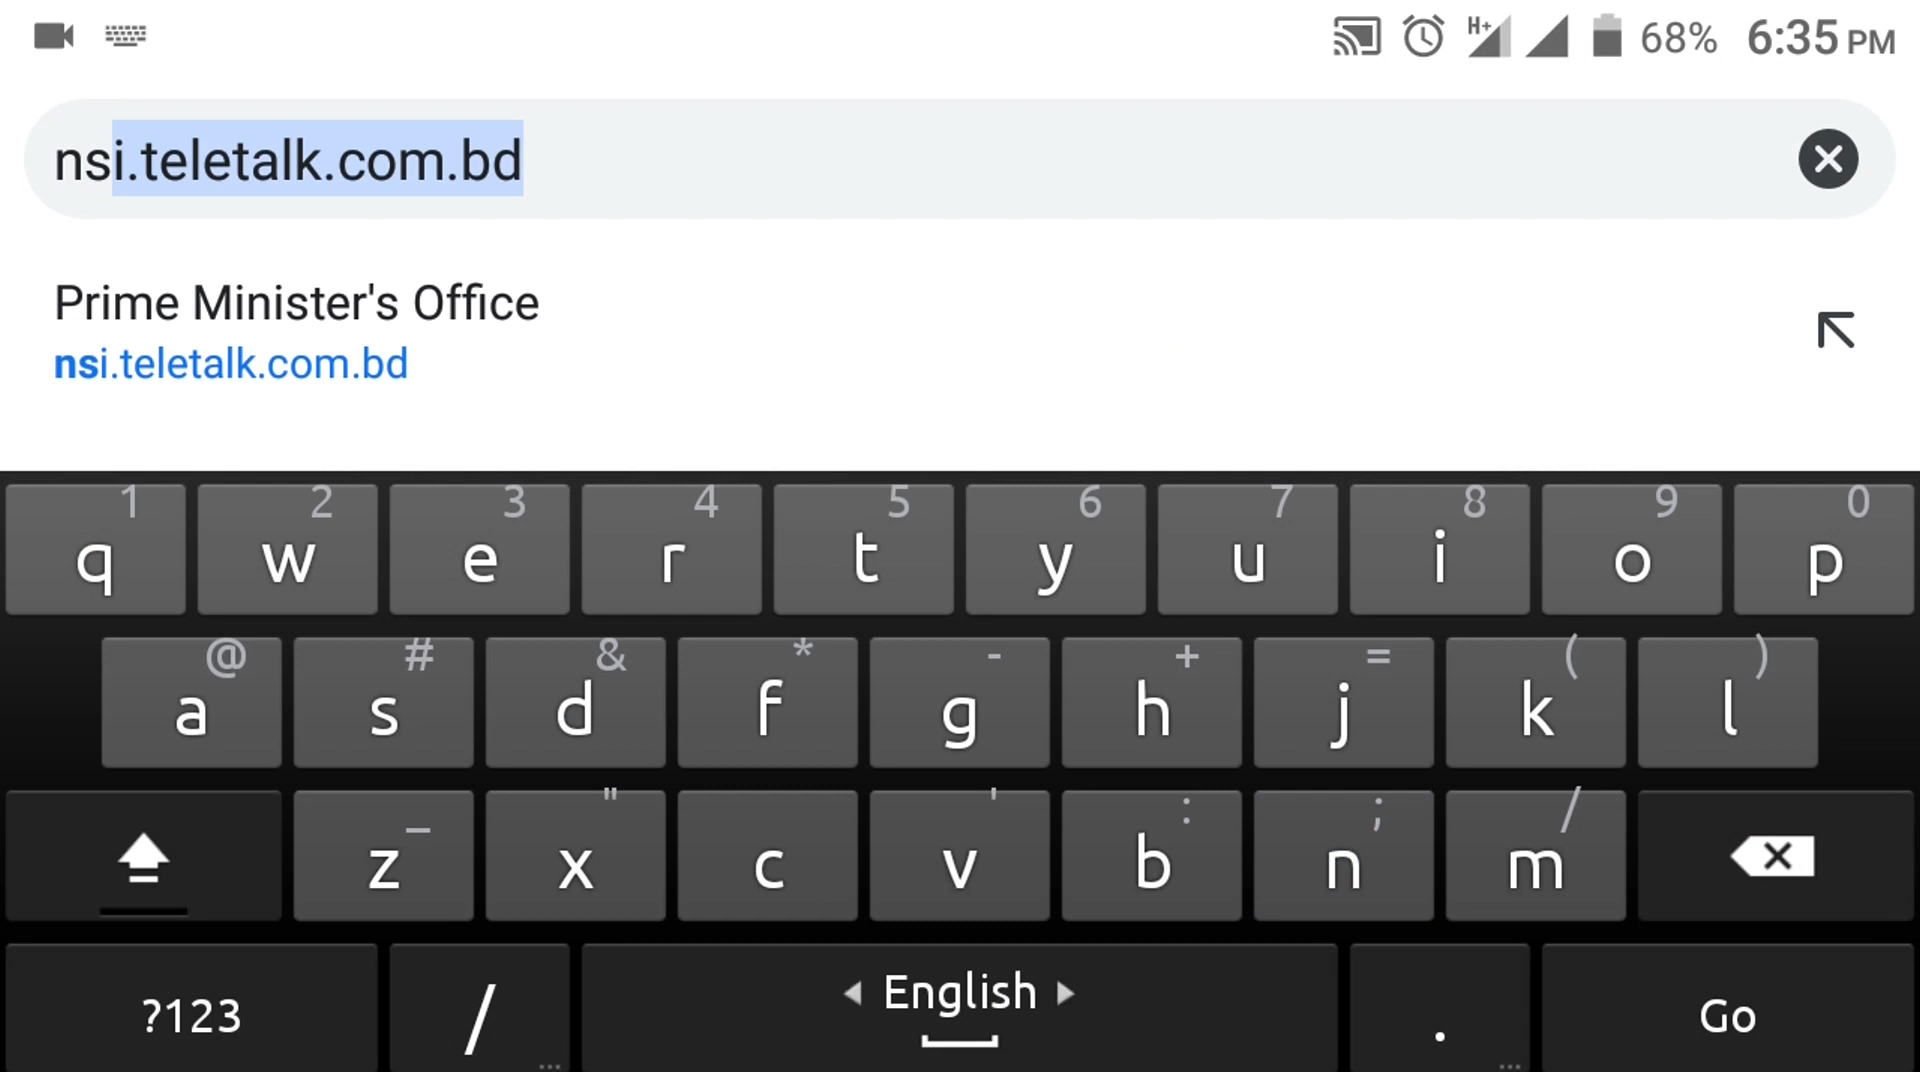 H+ 68% 6:35 PM
nsi.teletalk.com.bd
Prime Minister's Office
nsi.teletalk.com.bd
1 2 3 4 5 6 7 8 9 0
q w e r t y u i o p
@ # & * - + = ( )
a s d f g h j k l
_ " ' : ; /
z x c v b n m
?123 / ... English . ... Go